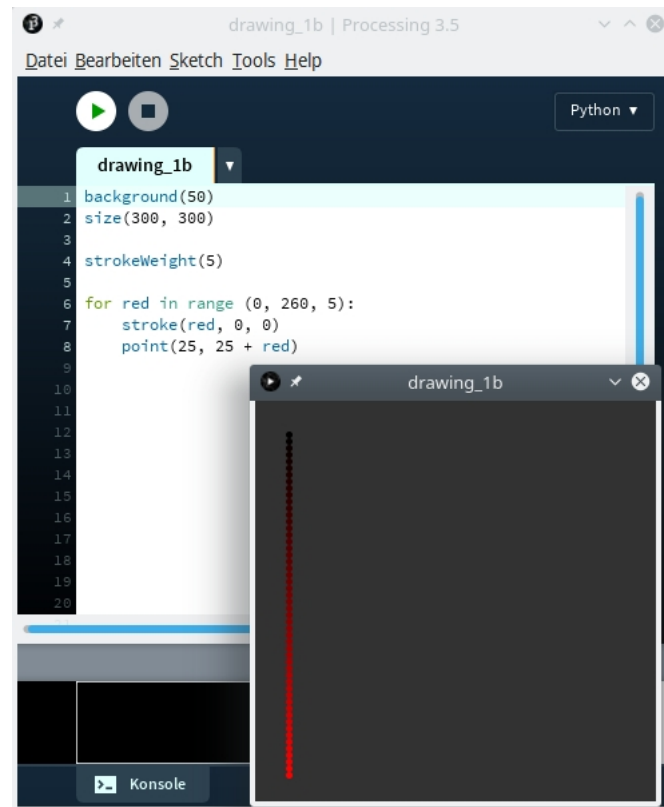 drawing_1b | Processing 3.5
Datei Bearbeiten Sketch Tools Help
Python ▼
drawing_1b ▼
1 background(50)
2 size(300, 300)
3
4 strokeWeight(5)
5
6 for red in range (0, 260, 5):
7     stroke(red, 0, 0)
8     point(25, 25 + red)
9
10
11
12
13
14
15
16
17
18
19
20
drawing_1b
>_ Konsole